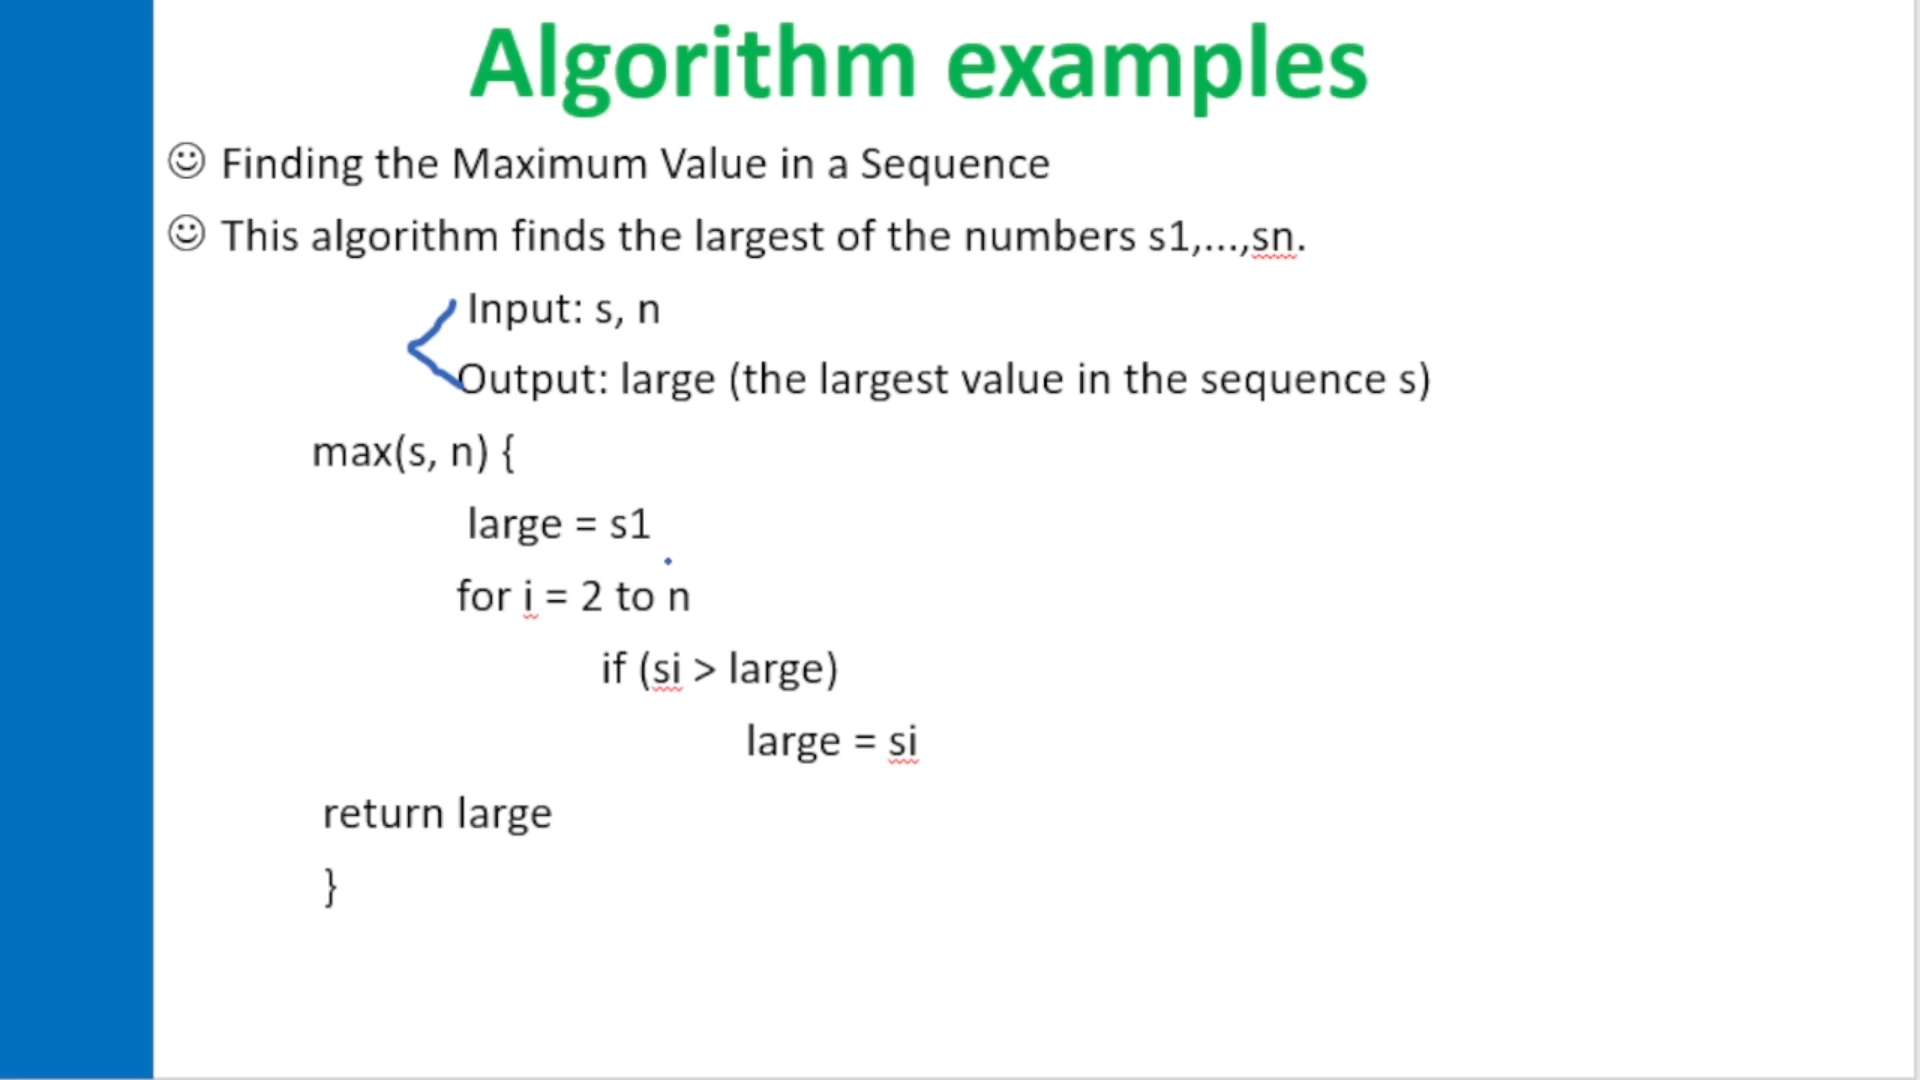 Algorithm examples
Finding the Maximum Value in a Sequence
This algorithm finds the largest of the numbers s1,...,sn.
Input: s, n
Output: large (the largest value in the sequence s)
max(s, n) {
large = s1
for i = 2 to n
if (si > large)
large = si
return large
}